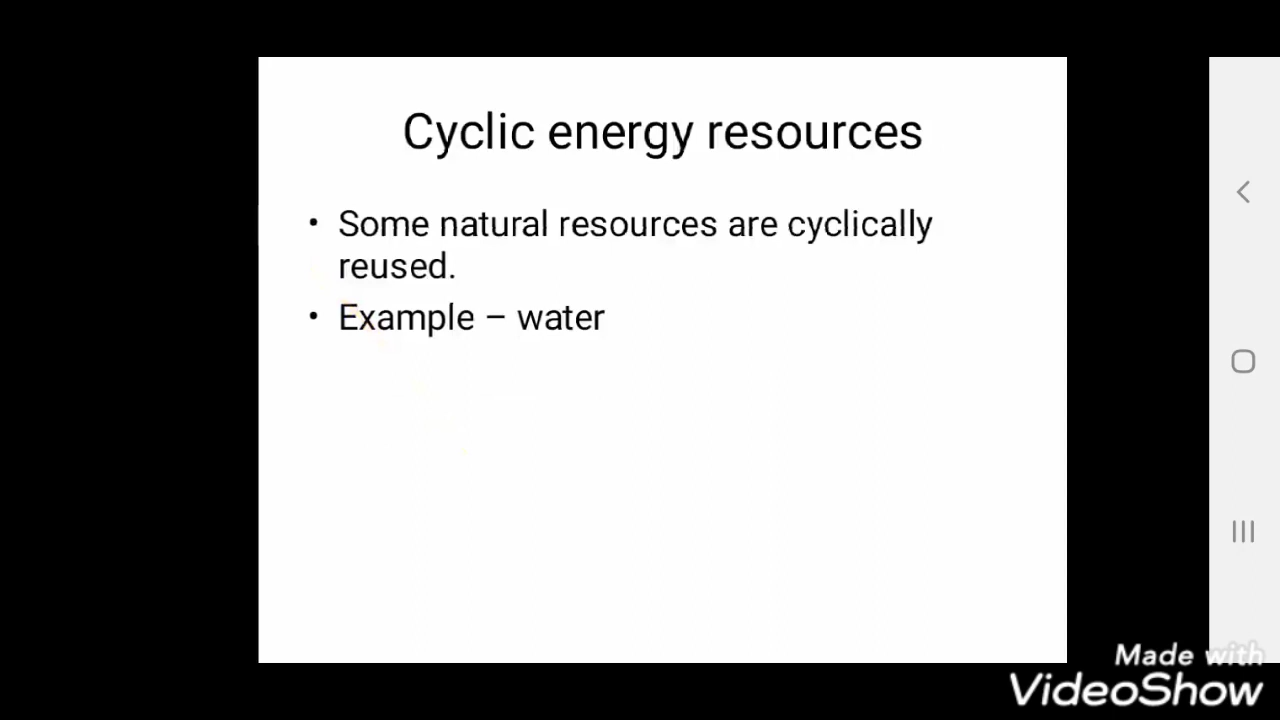 Cyclic energy resources
• Some natural resources are cyclically
reused.
• Example – water
Made with
VideoShow